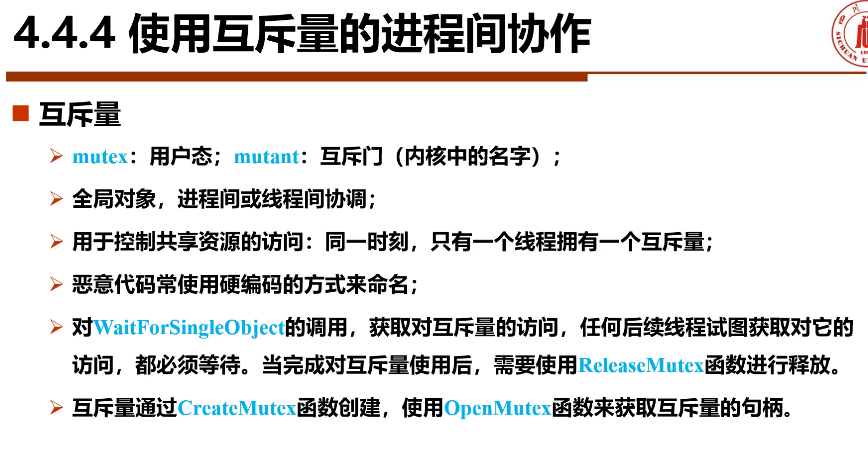 4.4.4 使用互斥量的进程间协作
互斥量
mutex：用户态；mutant：互斥门（内核中的名字）；
全局对象，进程间或线程间协调；
用于控制共享资源的访问：同一时刻，只有一个线程拥有一个互斥量；
恶意代码常使用硬编码的方式来命名；
对WaitForSingleObject的调用，获取对互斥量的访问，任何后续线程试图获取对它的
访问，都必须等待。当完成对互斥量使用后，需要使用ReleaseMutex函数进行释放。
互斥量通过CreateMutex函数创建，使用OpenMutex函数来获取互斥量的句柄。